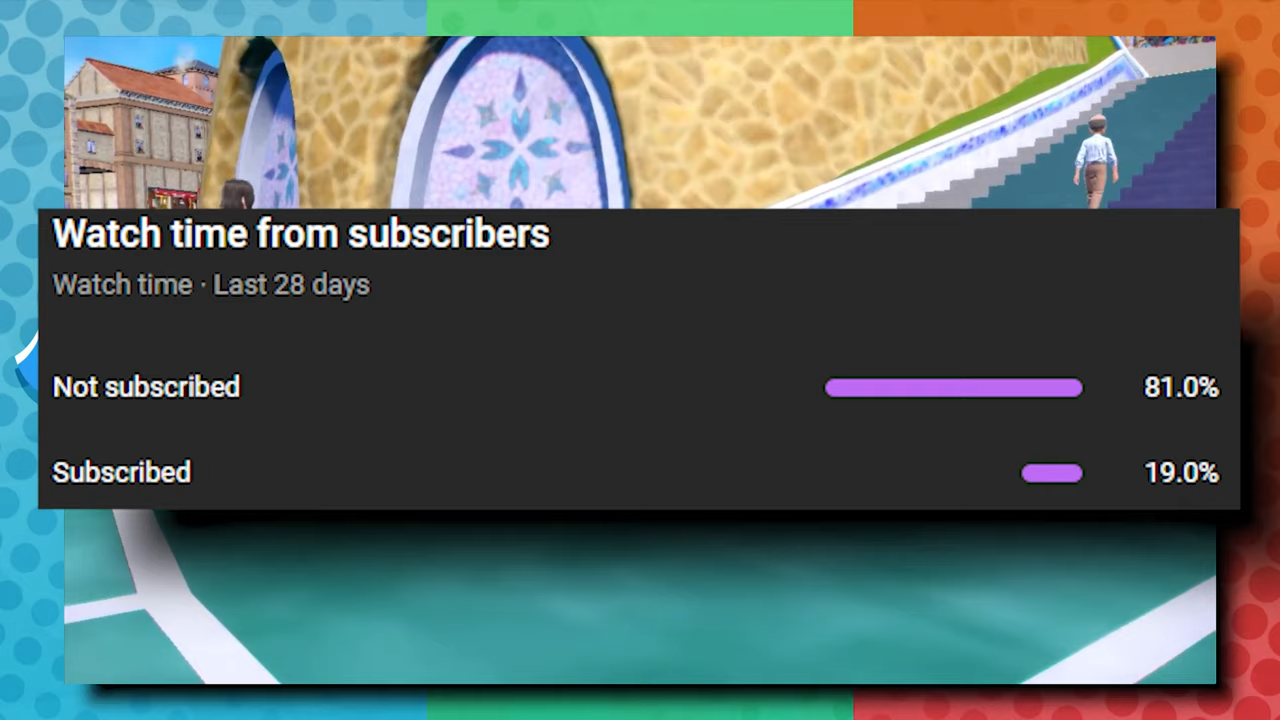 Watch time from subscribers
Watch time · Last 28 days
Not subscribed 81.0%
Subscribed 19.0%